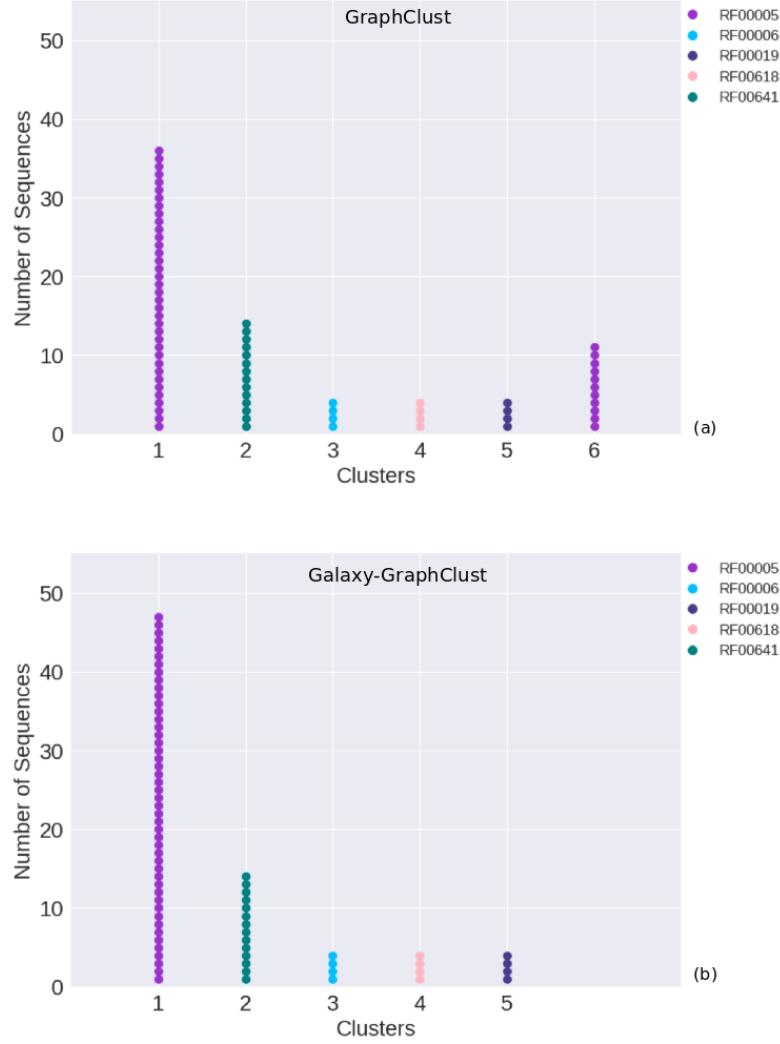 GraphClust
RF00005
RF00006
RF00019
RF00618
RF00641
50
40
30
20
10
0
Number of Sequences
1 2 3 4 5 6
Clusters
(a)
Galaxy-GraphClust
RF00005
RF00006
RF00019
RF00618
RF00641
50
40
30
20
10
0
Number of Sequences
1 2 3 4 5
Clusters
(b)